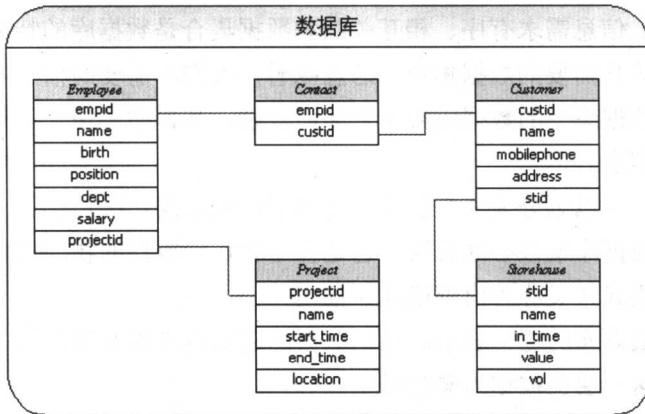 数据库
Employee
empid
name
birth
position
dept
salary
projectid
Contact
empid
custid
Customer
custid
name
mobilephone
address
stid
Project
projectid
name
start_time
end_time
location
Storehouse
stid
name
in_time
value
vol